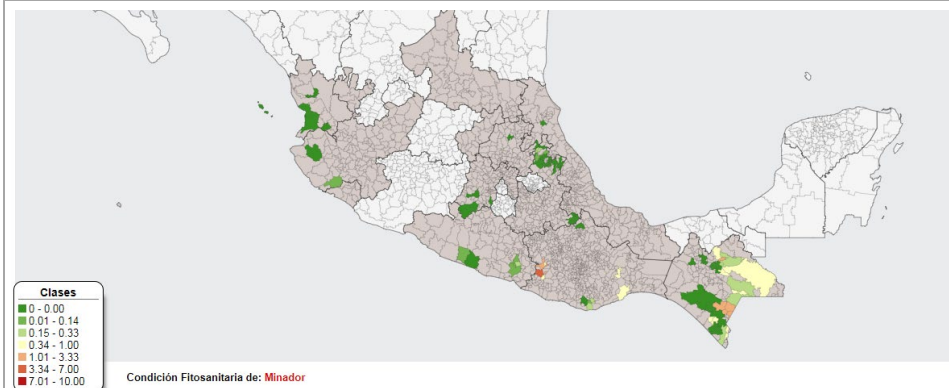 Clases
0 - 0.00
0.01 - 0.14
0.15 - 0.33
0.34 - 1.00
1.01 - 3.33
3.34 - 7.00
7.01 - 10.00
Condición Fitosanitaria de: Minador